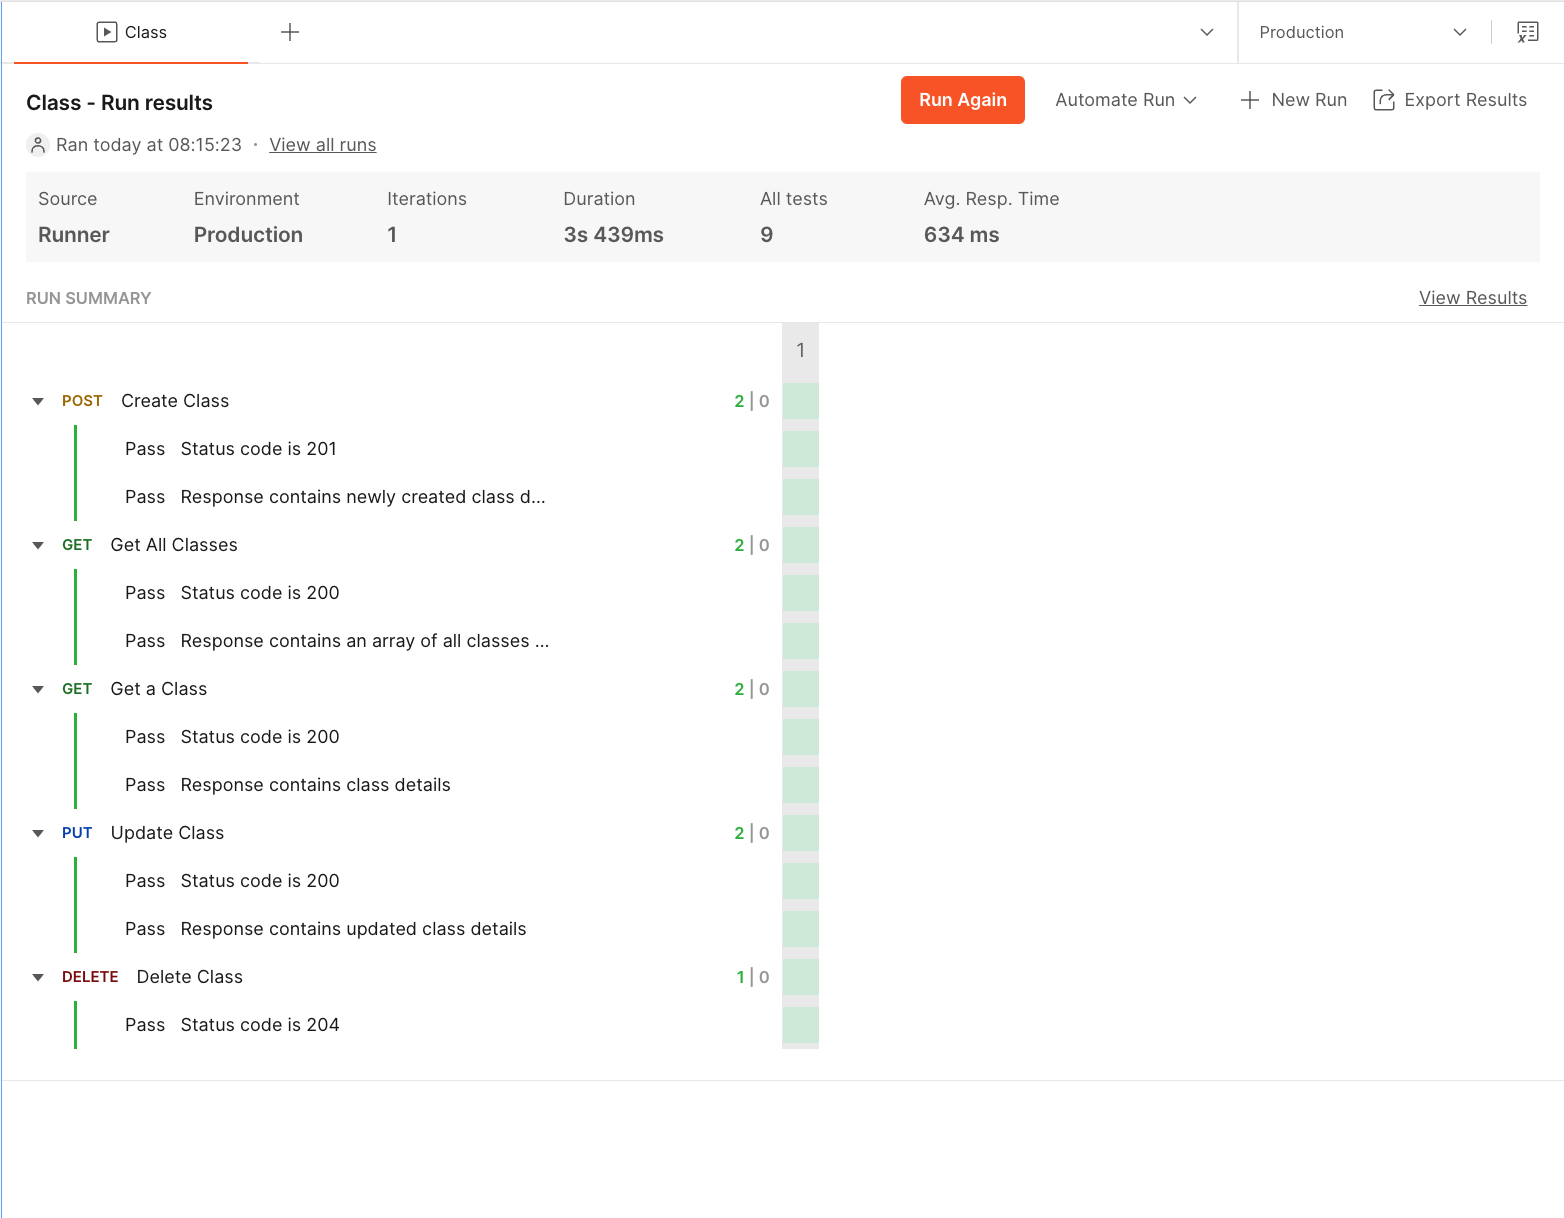 Class
Production
Class - Run results
Run Again
Automate Run
New Run
Export Results
Ran today at 08:15:23 · View all runs
Source Environment Iterations Duration All tests Avg. Resp. Time
Runner Production 1 3s 439ms 9 634 ms
RUN SUMMARY
View Results
1
POST Create Class 2 | 0
Pass Status code is 201
Pass Response contains newly created class d...
GET Get All Classes 2 | 0
Pass Status code is 200
Pass Response contains an array of all classes ...
GET Get a Class 2 | 0
Pass Status code is 200
Pass Response contains class details
PUT Update Class 2 | 0
Pass Status code is 200
Pass Response contains updated class details
DELETE Delete Class 1 | 0
Pass Status code is 204